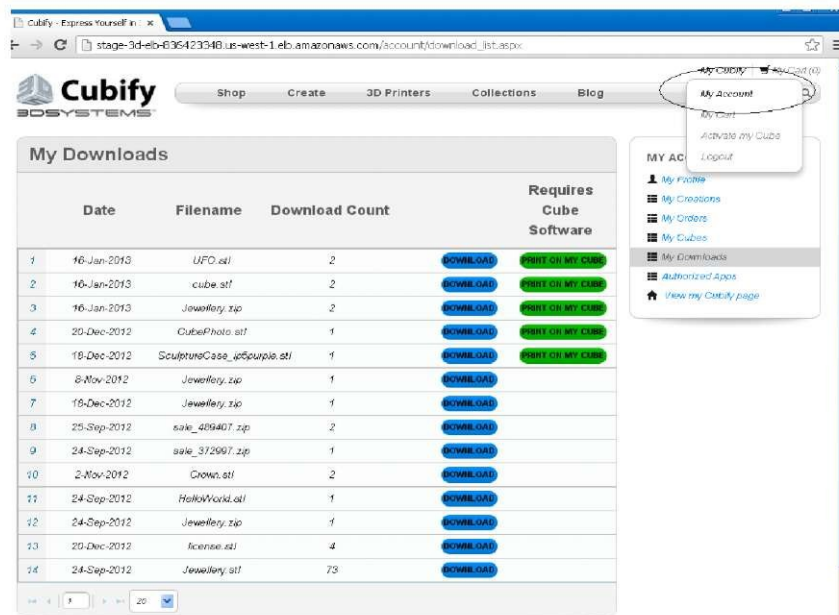 Cubify - Express Yourself in
stage-3d-elb-836423348.us-west-1.elb.amazonaws.com/account/download_list.aspx
My Cubify My Cart (0)
Cubify
3DSYSTEMS
Shop Create 3D Printers Collections Blog
My Account
My Cart
Activate my Cube
Logout
My Downloads
Date Filename Download Count Requires Cube Software
1 16-Jan-2013 UFO.stl 2 DOWNLOAD PRINT ON MY CUBE
2 16-Jan-2013 cube.stl 2 DOWNLOAD PRINT ON MY CUBE
3 16-Jan-2013 Jewellery.zip 2 DOWNLOAD PRINT ON MY CUBE
4 20-Dec-2012 CubePhoto.stl 1 DOWNLOAD PRINT ON MY CUBE
5 18-Dec-2012 SculptureCase_ip5purple.stl 1 DOWNLOAD PRINT ON MY CUBE
6 8-Nov-2012 Jewellery.zip 1 DOWNLOAD
7 18-Dec-2012 Jewellery.zip 1 DOWNLOAD
8 25-Sep-2012 sale_489407.zip 2 DOWNLOAD
9 24-Sep-2012 sale_372997.zip 1 DOWNLOAD
10 2-Nov-2012 Crown.stl 2 DOWNLOAD
11 24-Sep-2012 HelloWorld.stl 1 DOWNLOAD
12 24-Sep-2012 Jewellery.zip 1 DOWNLOAD
13 20-Dec-2012 license.stl 4 DOWNLOAD
14 24-Sep-2012 Jewellery.stl 73 DOWNLOAD
1 25
MY AC
My Profile
My Creations
My Orders
My Cubes
My Downloads
Authorized Apps
View my Cubify page